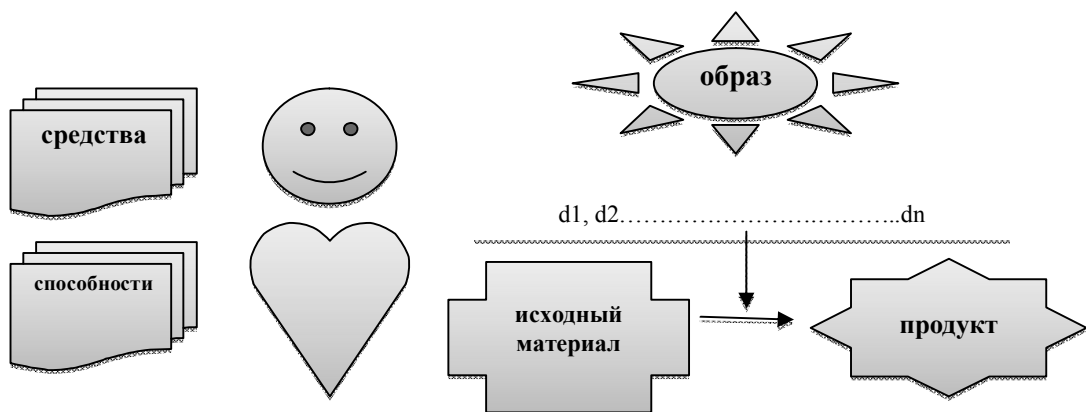 образ
средства
d1, d2……………………………..dn
способности
исходный
материал
продукт